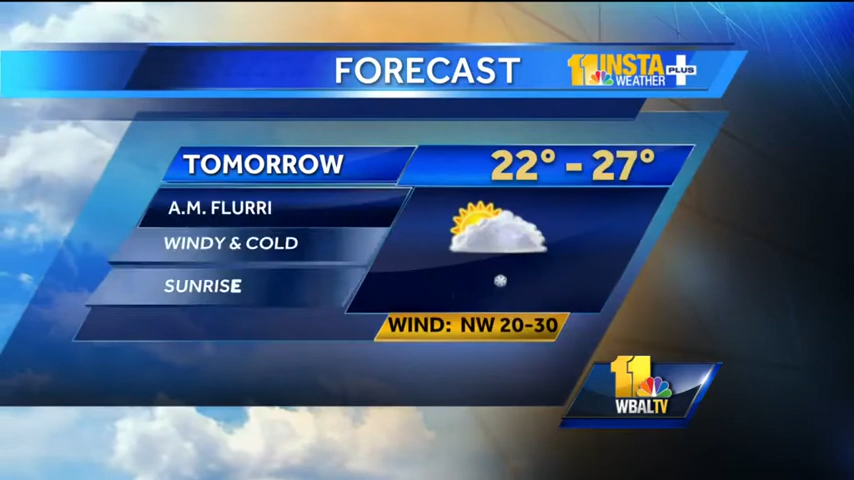 FORECAST
11 INSTA
WEATHER PLUS
TOMORROW
22° - 27°
A.M. FLURRI
WINDY & COLD
SUNRISE
WIND: NW 20-30
11
WBALTV